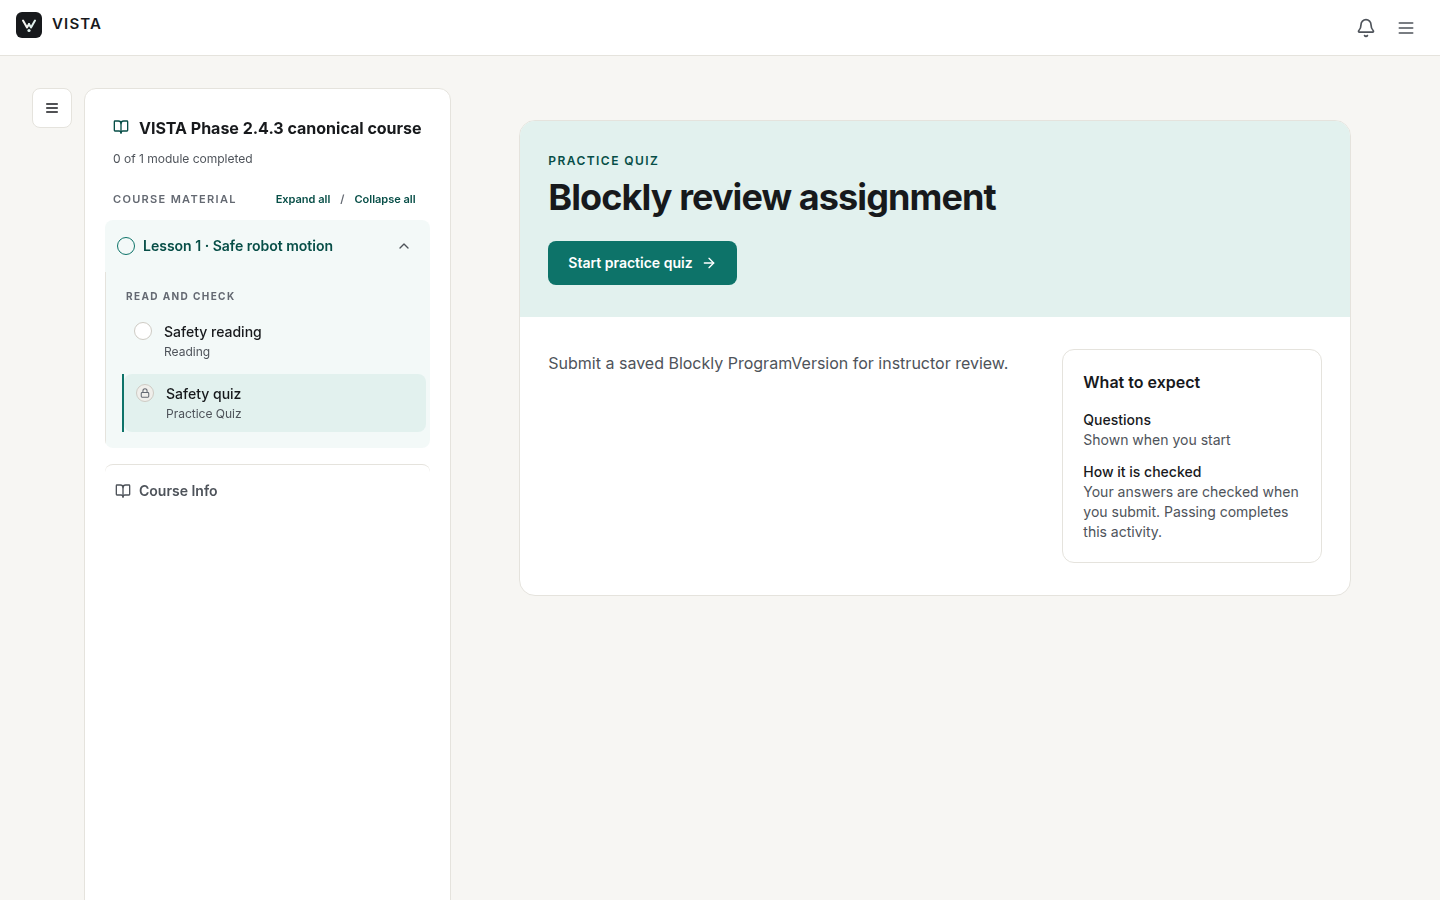 VISTA
VISTA Phase 2.4.3 canonical course
0 of 1 module completed
COURSE MATERIAL
Expand all / Collapse all
Lesson 1 · Safe robot motion
READ AND CHECK
Safety reading
Reading
Safety quiz
Practice Quiz
Course Info
PRACTICE QUIZ
Blockly review assignment
Start practice quiz
Submit a saved Blockly ProgramVersion for instructor review.
What to expect
Questions
Shown when you start
How it is checked
Your answers are checked when
you submit. Passing completes
this activity.